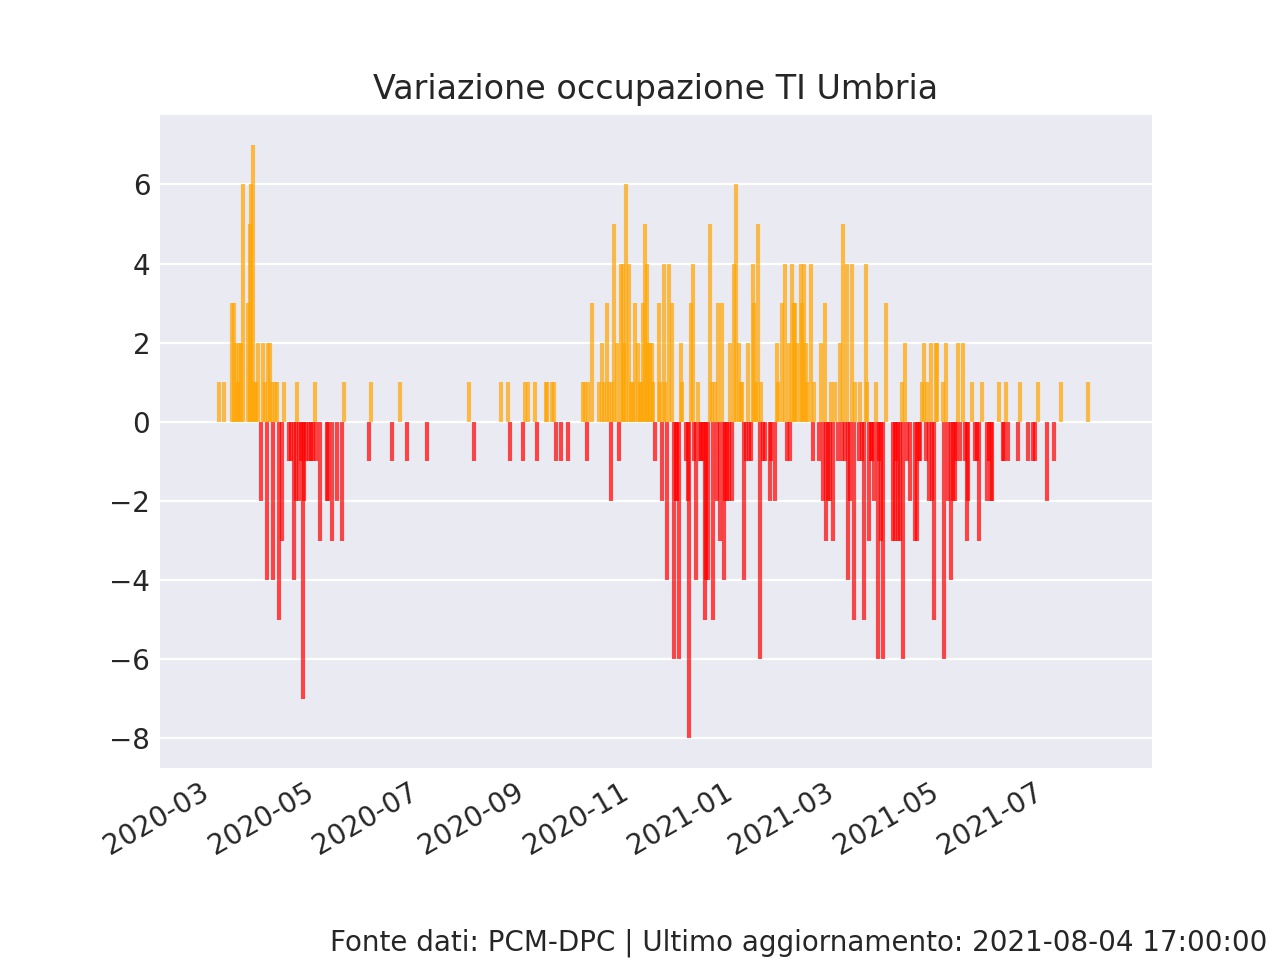 Variazione occupazione TI Umbria
6
4
2
0
−2
−4
−6
−8
2020-03 2020-05 2020-07 2020-09 2020-11 2021-01 2021-03 2021-05 2021-07
Fonte dati: PCM-DPC | Ultimo aggiornamento: 2021-08-04 17:00:00